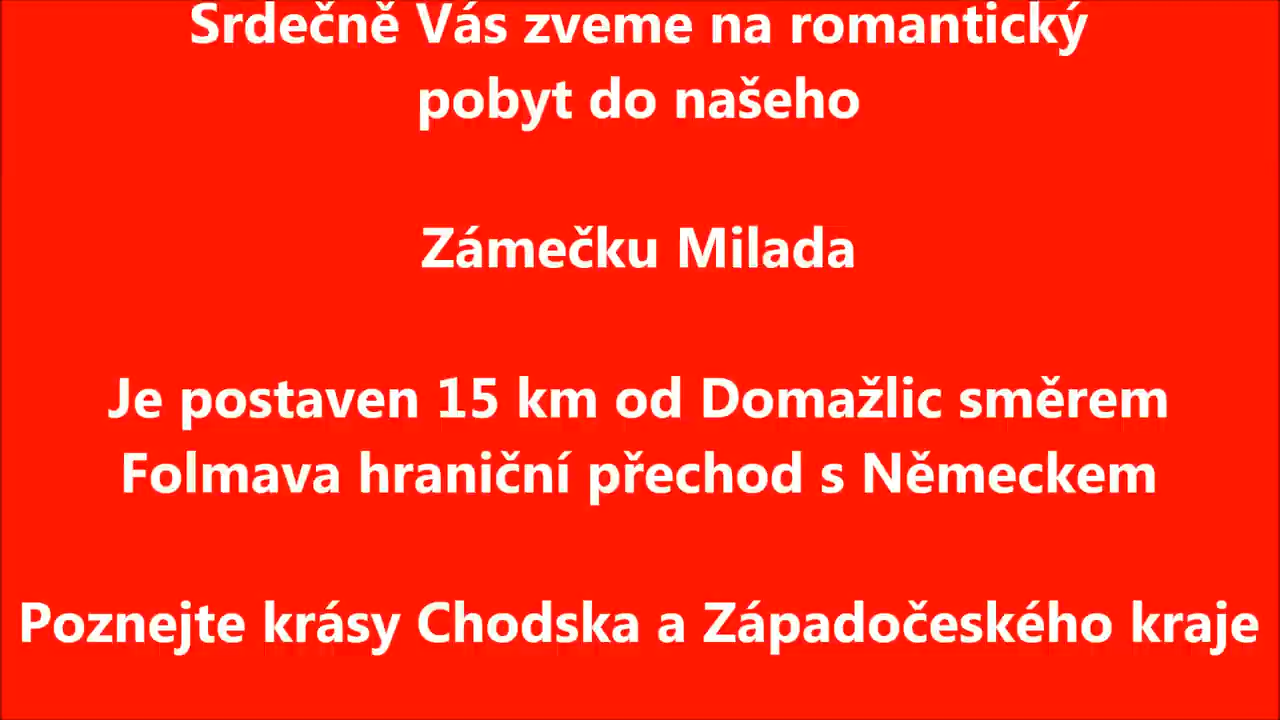 Srdečně Vás zveme na romantický
pobyt do našeho
Zámečku Milada
Je postaven 15 km od Domažlic směrem
Folmava hraniční přechod s Německem
Poznejte krásy Chodska a Západočeského kraje